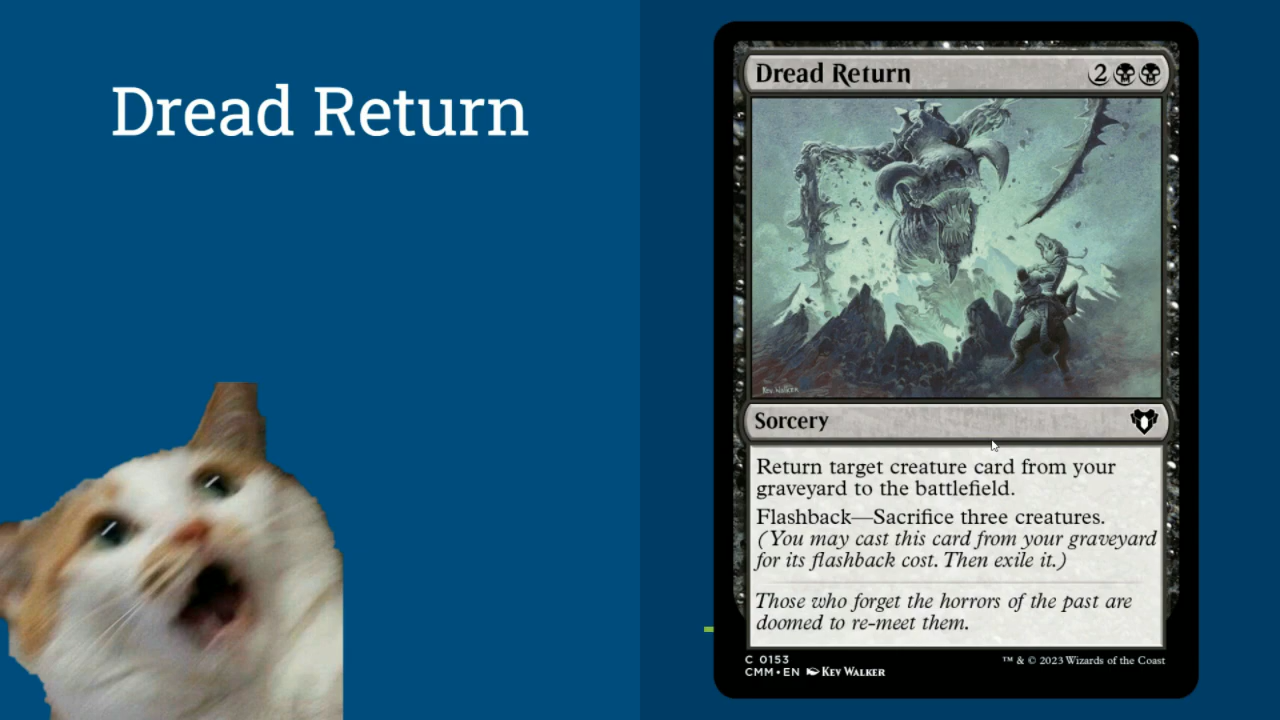 Dread Return
Dread Return 2
Kev. Walker
Sorcery
Return target creature card from your
graveyard to the battlefield.
Flashback—Sacrifice three creatures.
(You may cast this card from your graveyard
for its flashback cost. Then exile it.)
Those who forget the horrors of the past are
doomed to re-meet them.
C 0153
CMM • EN Kev Walker
™ & © 2023 Wizards of the Coast